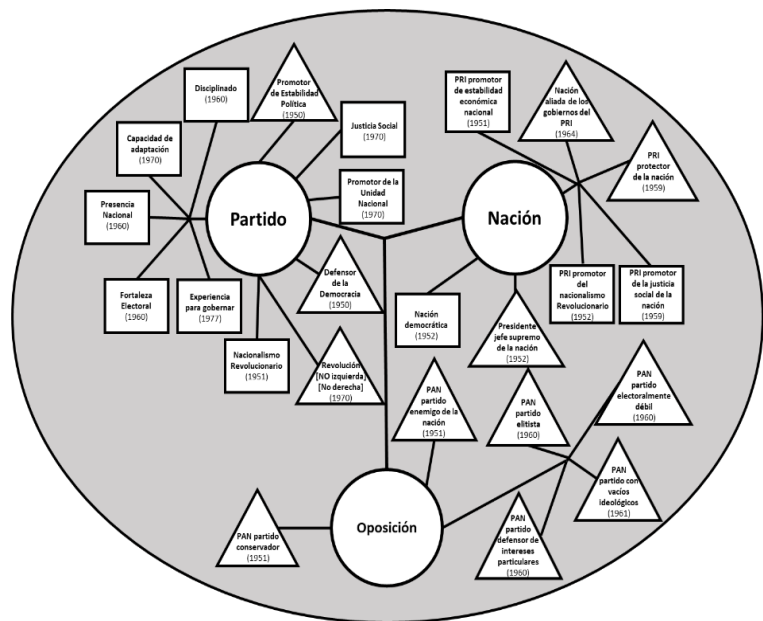 Disciplinado
(1960)
Promotor
de Estabilidad
Política
(1950)
Justicia Social
(1970)
Capacidad de
adaptación
(1970)
Promotor de la
Unidad
Nacional
(1970)
Presencia
Nacional
(1960)
Partido
Fortaleza
Electoral
(1960)
Experiencia
para gobernar
(1977)
Defensor
de la
Democracia
(1950)
Nacionalismo
Revolucionario
(1951)
Revolución
[NO izquierda]
[No derecha]
(1970)
PRI promotor
de estabilidad
económica
nacional
(1951)
Nación
aliada de los
gobiernos del
PRI
(1964)
PRI
protector
de la nación
(1959)
Nación
Nación
democrática
(1952)
Presidente
jefe supremo
de la nación
[1952)
PRI promotor
del
nacionalismo
Revolucionario
(1952)
PRI promotor
de la justicia
social de la
nación
(1959)
PAN
partido
enemigo de la
nación
(1951)
PAN
partido
elitista
(1960)
PAN
partido
electoralmente
débil
(1960)
PAN
partido con
vacíos
ideológicos
(1961)
PAN
partido
defensor de
intereses
particulares
(1960)
Oposición
PAN partido
conservador
(1951)